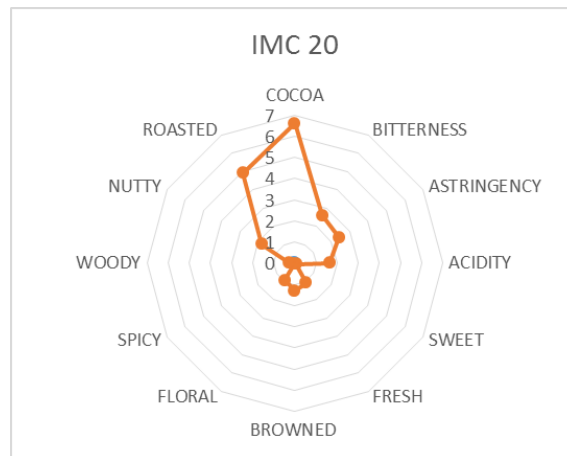 IMC 20
COCOA
ROASTED
BITTERNESS
NUTTY
ASTRINGENCY
WOODY
ACIDITY
SPICY
SWEET
FLORAL
FRESH
BROWNED
7
6
5
4
3
2
1
0